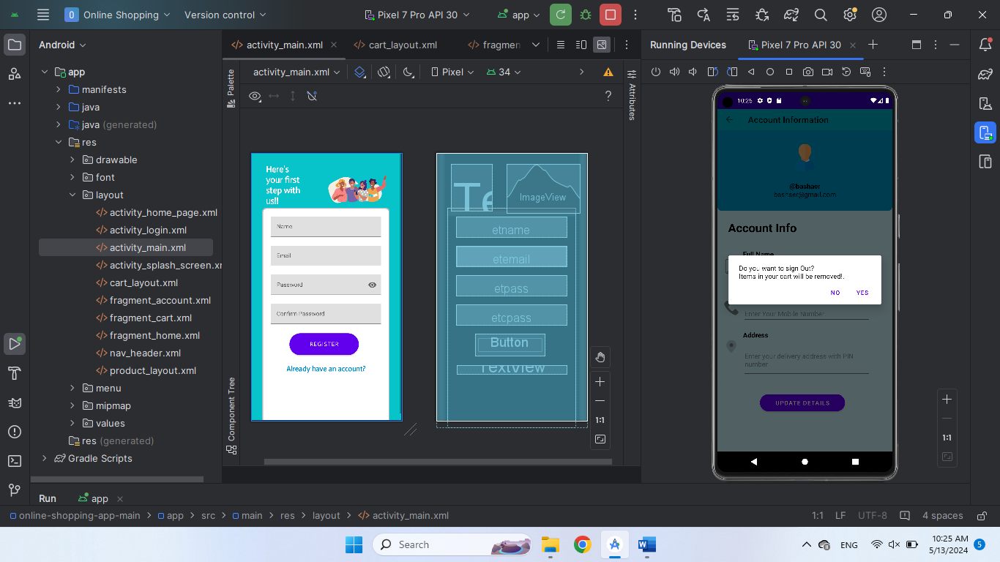 O Online Shopping Version control Pixel 7 Pro API 30 app
Android
activity_main.xml cart_layout.xml fragmen
Running Devices Pixel 7 Pro API 30
app
manifests
java
java (generated)
res
drawable
font
layout
activity_home_page.xml
activity_login.xml
activity_main.xml
activity_splash_screen.xr
cart_layout.xml
fragment_account.xml
fragment_cart.xml
fragment_home.xml
nav_header.xml
product_layout.xml
menu
mipmap
values
res (generated)
Gradle Scripts
Palette
Component Tree
activity_main.xml Pixel 34
?
Attributes
Here's
your first
step with
us!!
Name
Email
Password
Confirm Password
REGISTER
Already have an account?
Te
ImageView
etname
etemail
etpass
etcpass
Button
TextView
1:1
10:25
Account Information
@bashaer
bashaer@gmail.com
Account Info
Full Name
Do you want to sign Out?
Items in your cart will be removed!.
NO YES
Enter Your Mobile Number
Address
Enter your delivery address with PIN
number
UPDATE DETAILS
1:1
Run app
online-shopping-app-main > app > src > main > res > layout > activity_main.xml
1:1 LF UTF-8 4 spaces
Search
ENG
10:25 AM
5/13/2024
5